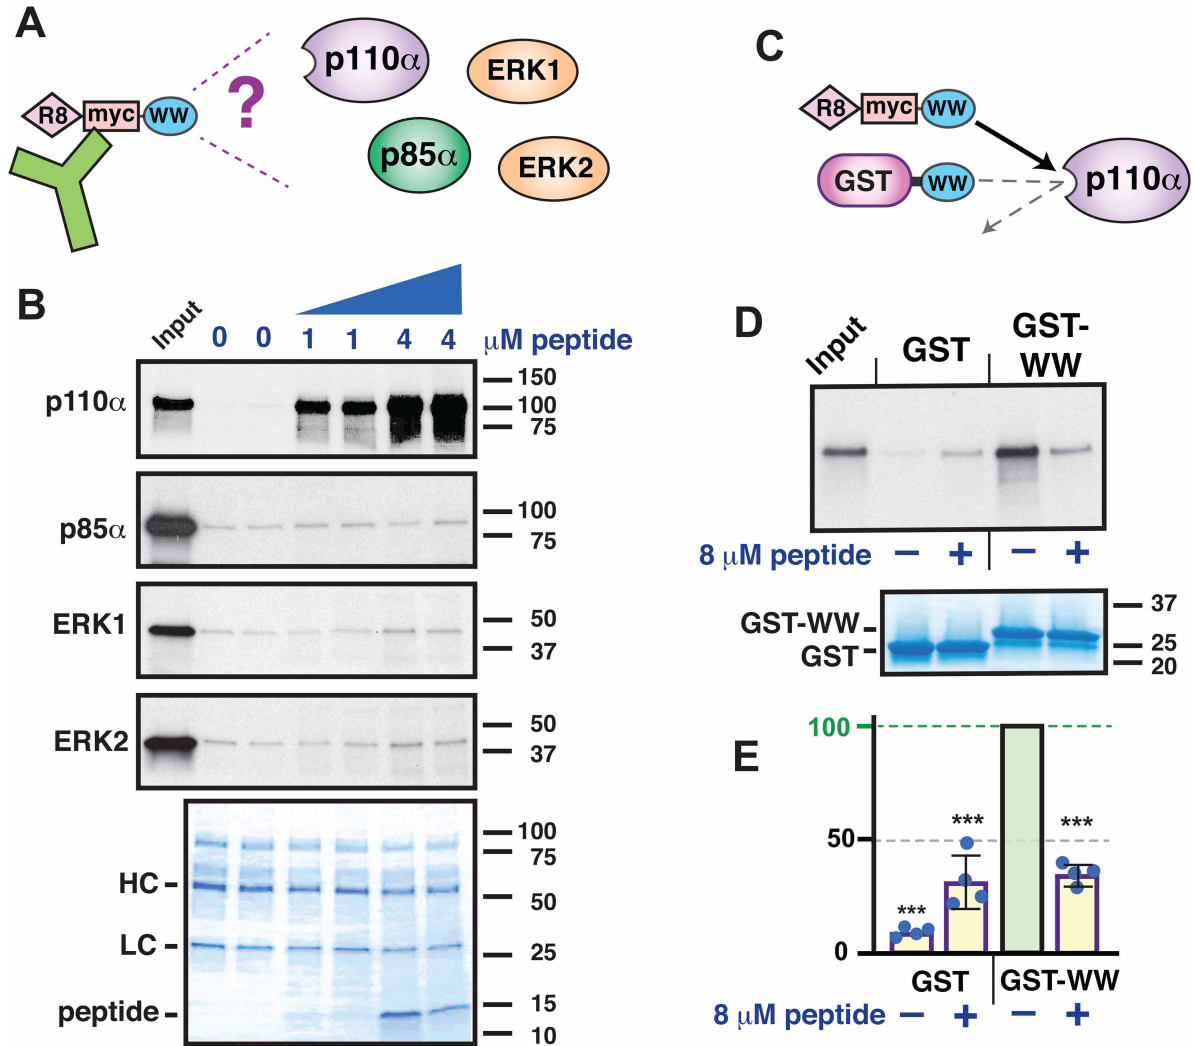 A
R8 myc WW
?
p110α
ERK1
p85α
ERK2
B
Input 0 0 1 1 4 4 μM peptide
p110α
150
100
75
p85α
100
75
ERK1
50
37
ERK2
50
37
HC
LC
peptide
100
75
50
25
15
10
C
R8 myc WW
GST WW
p110α
D
Input
GST
GST-
WW
8 μM peptide − + − +
GST-WW
GST
37
25
20
E
100
50
0
*** *** ***
GST GST-WW
8 μM peptide − + − +